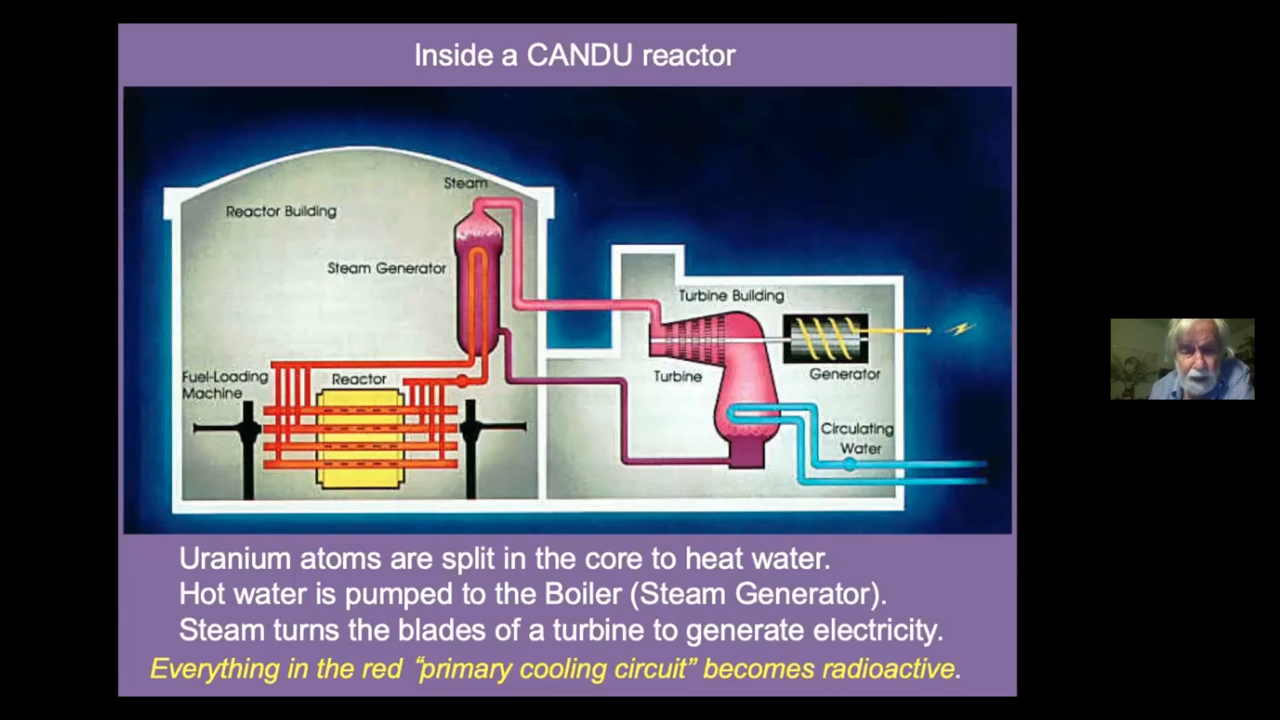 Inside a CANDU reactor
Steam
Reactor Building
Steam Generator
Turbine Building
Fuel-Loading
Machine
Reactor
Turbine
Generator
Circulating
Water
Uranium atoms are split in the core to heat water.
Hot water is pumped to the Boiler (Steam Generator).
Steam turns the blades of a turbine to generate electricity.
Everything in the red “primary cooling circuit” becomes radioactive.